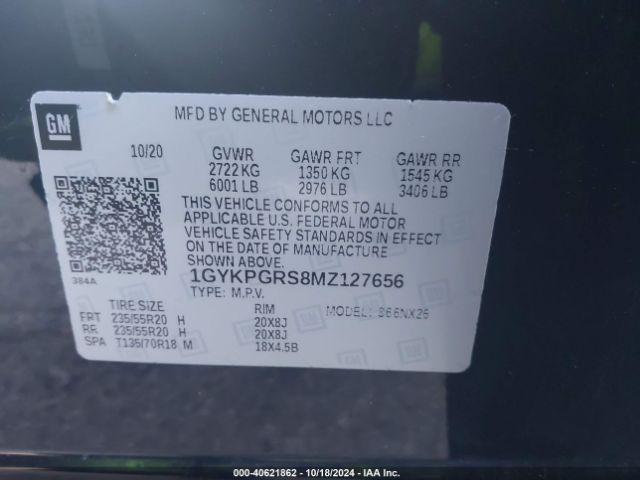 GM
MFD BY GENERAL MOTORS LLC
10/20 GVWR GAWR FRT GAWR RR
2722 KG 1350 KG 1545 KG
6001 LB 2976 LB 3406 LB
THIS VEHICLE CONFORMS TO ALL
APPLICABLE U.S. FEDERAL MOTOR
VEHICLE SAFETY STANDARDS IN EFFECT
ON THE DATE OF MANUFACTURE
SHOWN ABOVE.
384A 1GYKPGRS8MZ127656
TYPE: M.P.V.
TIRE SIZE RIM MODEL: 366NX26
FRT 235/55R20 H 20X8J
RE 235/55R20 H 20X8J
SPA T135/70R18 M 18X4.5B
000-40621862 - 10/18/2024 - IAA Inc.